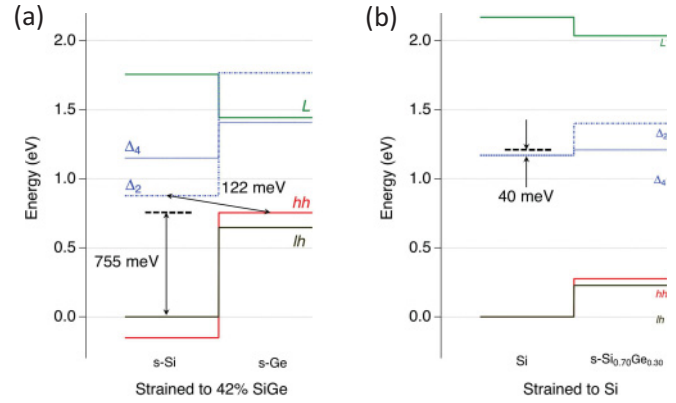 (a)
2.0
1.5
1.0
0.5
0.0
Energy (eV)
L
Δ4
Δ2
122 meV
hh
lh
755 meV
s-Si
s-Ge
Strained to 42% SiGe
(b)
2.0
1.5
1.0
0.5
0.0
Energy (eV)
L
Δ2
Δ4
40 meV
hh
lh
Si
s-Si0.70Ge0.30
Strained to Si